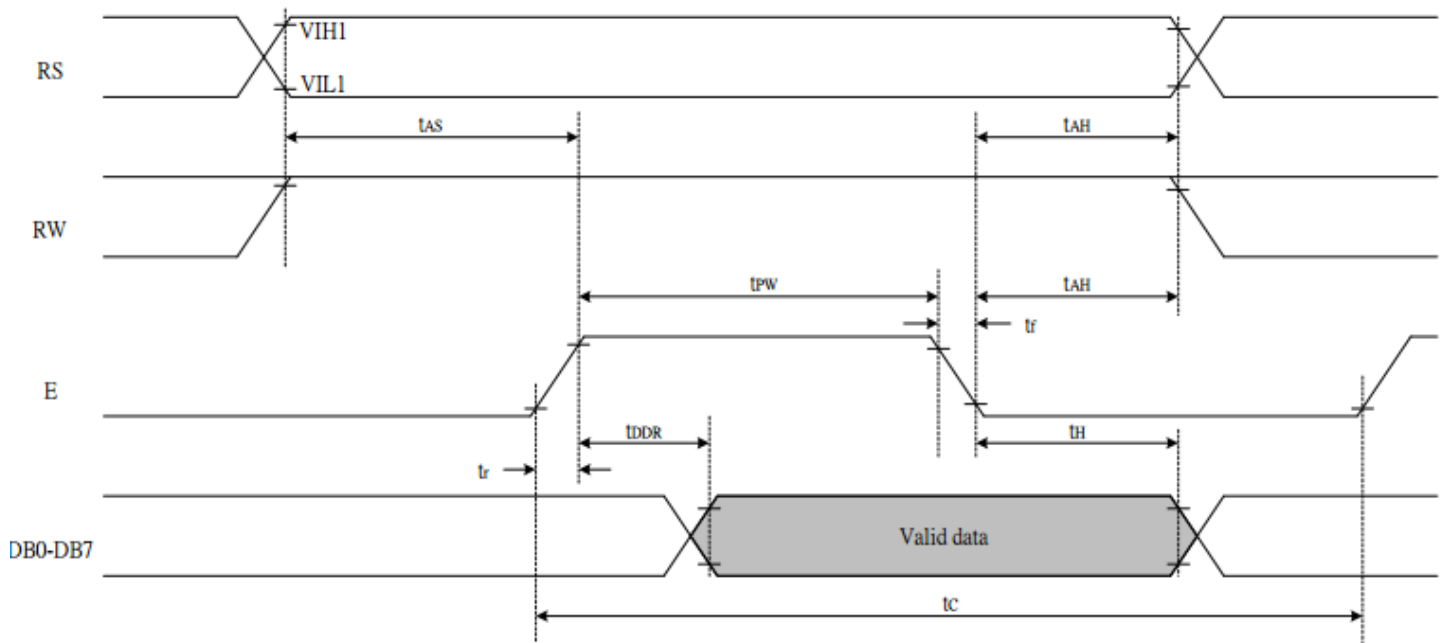 VIH1
RS
VIL1
tAS tAH
RW
tPW tAH
tf
E
tDDR tH
tr
Valid data
DB0-DB7
tC